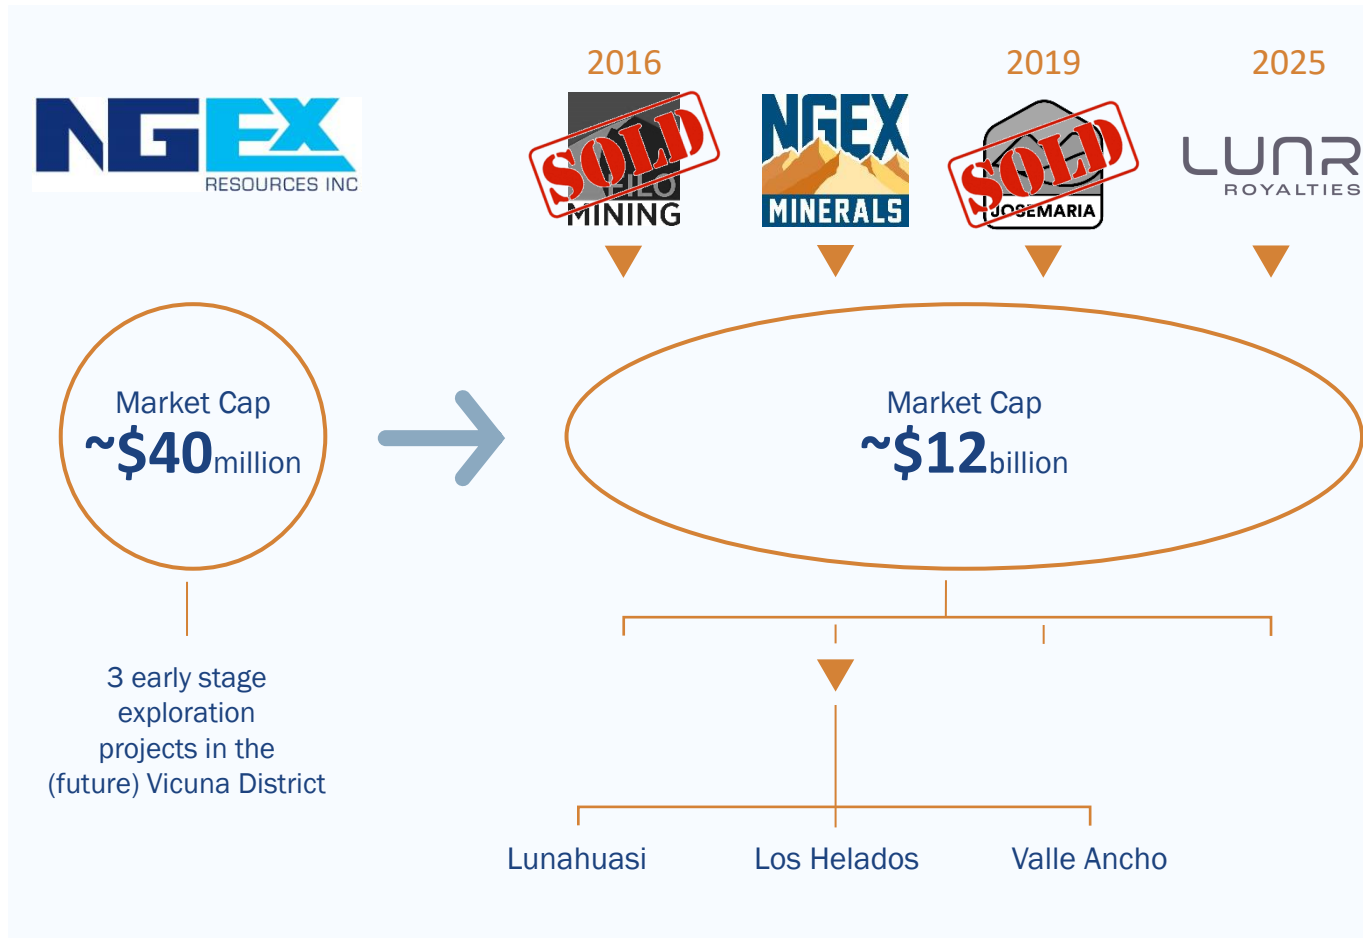 NGEX
RESOURCES INC
2016
2019
2025
SOLD
FILO
MINING
NGEX
MINERALS
SOLD
JOSEMARIA
LUNR
ROYALTIES
Market Cap
~$40million
Market Cap
~$12billion
3 early stage
exploration
projects in the
(future) Vicuna District
Lunahuasi
Los Helados
Valle Ancho